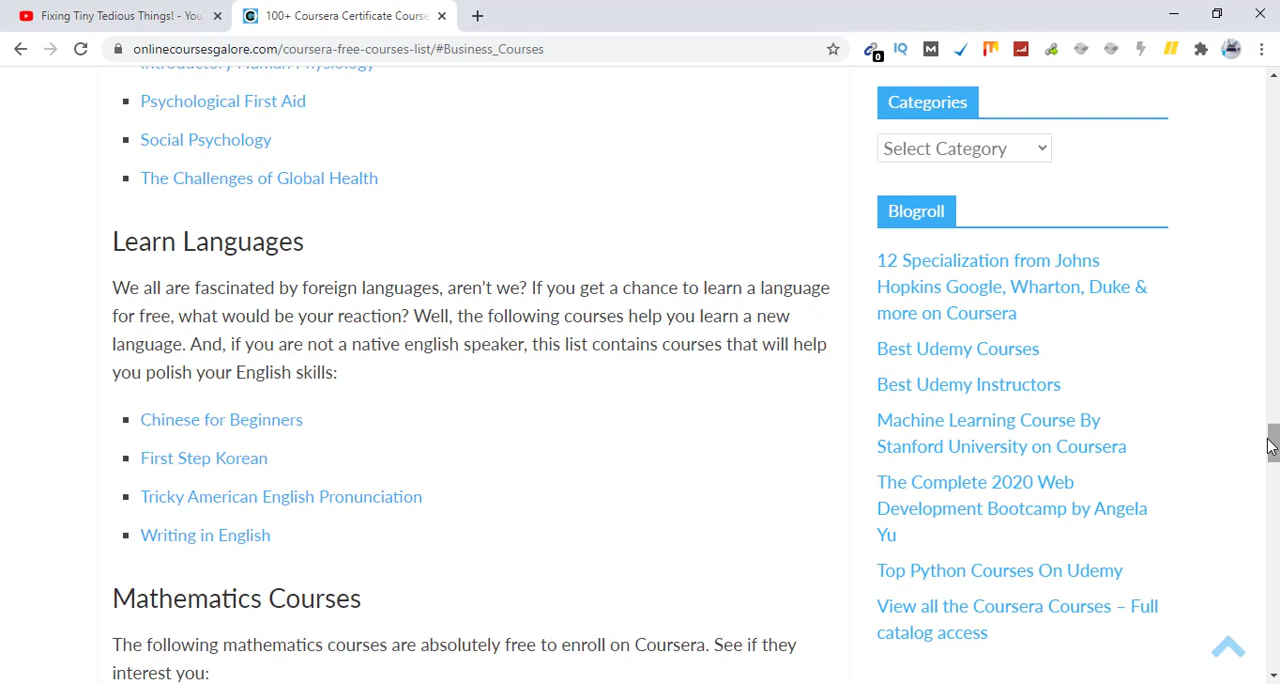 Fixing Tiny Tedious Things! - You
100+ Coursera Certificate Course
onlinecoursesgalore.com/coursera-free-courses-list/#Business_Courses
0
IQ
M
Introductory Human Physiology
Psychological First Aid
Social Psychology
The Challenges of Global Health
Learn Languages
We all are fascinated by foreign languages, aren't we? If you get a chance to learn a language
for free, what would be your reaction? Well, the following courses help you learn a new
language. And, if you are not a native english speaker, this list contains courses that will help
you polish your English skills:
Chinese for Beginners
First Step Korean
Tricky American English Pronunciation
Writing in English
Mathematics Courses
The following mathematics courses are absolutely free to enroll on Coursera. See if they
interest you:
Categories
Select Category
Blogroll
12 Specialization from Johns
Hopkins Google, Wharton, Duke &
more on Coursera
Best Udemy Courses
Best Udemy Instructors
Machine Learning Course By
Stanford University on Coursera
The Complete 2020 Web
Development Bootcamp by Angela
Yu
Top Python Courses On Udemy
View all the Coursera Courses – Full
catalog access